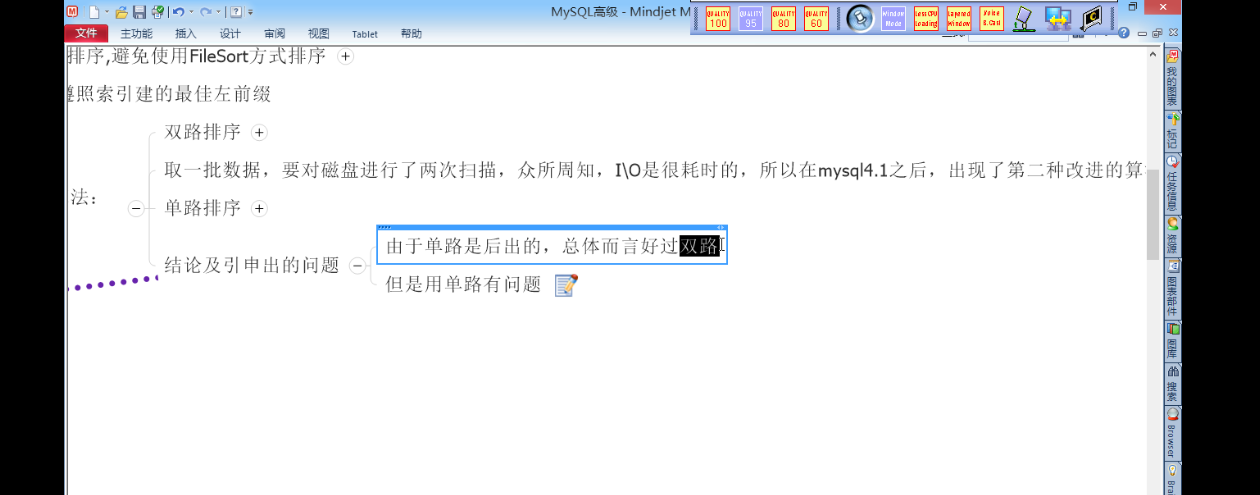 MySQL高级 - Mindjet M
QUALITY 100
QUALITY 95
QUALITY 80
QUALITY 60
Window Mode
Less CPU Loading
Layered Window
文件 主功能 插入 设计 审阅 视图 Tablet 帮助
排序,避免使用FileSort方式排序
遵照索引建的最佳左前缀
双路排序
取一批数据，要对磁盘进行了两次扫描，众所周知，I\O是很耗时的，所以在mysql4.1之后，出现了第二种改进的算
法：
单路排序
由于单路是后出的，总体而言好过双路
结论及引申出的问题
但是用单路有问题
我的图表
标记
任务信息
资源
图表部件
图库
搜索
Browser